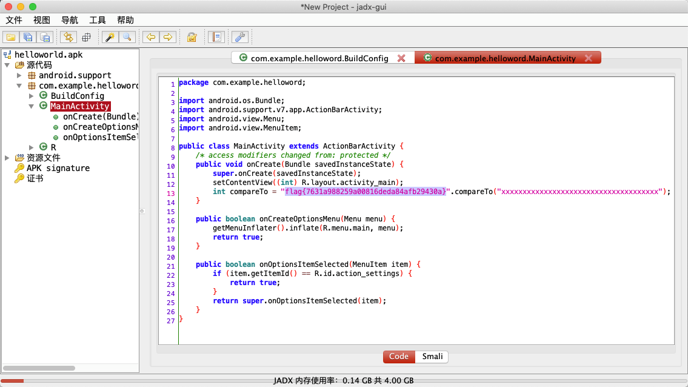 *New Project - jadx-gui
文件 视图 导航 工具 帮助
helloworld.apk
源代码
android.support
com.example.helloword
BuildConfig
MainActivity
onCreate(Bundle)
onCreateOptionsM
onOptionsItemSel
R
资源文件
APK signature
证书
com.example.helloword.BuildConfig
com.example.helloword.MainActivity
1 package com.example.helloword;
2
3 import android.os.Bundle;
4 import android.support.v7.app.ActionBarActivity;
5 import android.view.Menu;
6 import android.view.MenuItem;
7
8 public class MainActivity extends ActionBarActivity {
9 /* access modifiers changed from: protected */
10 public void onCreate(Bundle savedInstanceState) {
11 super.onCreate(savedInstanceState);
12 setContentView((int) R.layout.activity_main);
13 int compareTo = "flag{7631a988259a00816deda84afb29430a}".compareTo("xxxxxxxxxxxxxxxxxxxxxxxxxxxxxxxxxxxx");
14 }
15
16
17 public boolean onCreateOptionsMenu(Menu menu) {
18 getMenuInflater().inflate(R.menu.main, menu);
18 return true;
19 }
20
21 public boolean onOptionsItemSelected(MenuItem item) {
22 if (item.getItemId() == R.id.action_settings) {
23 return true;
24 }
25 return super.onOptionsItemSelected(item);
26 }
27 }
Code Smali
JADX 内存使用率：0.14 GB 共 4.00 GB